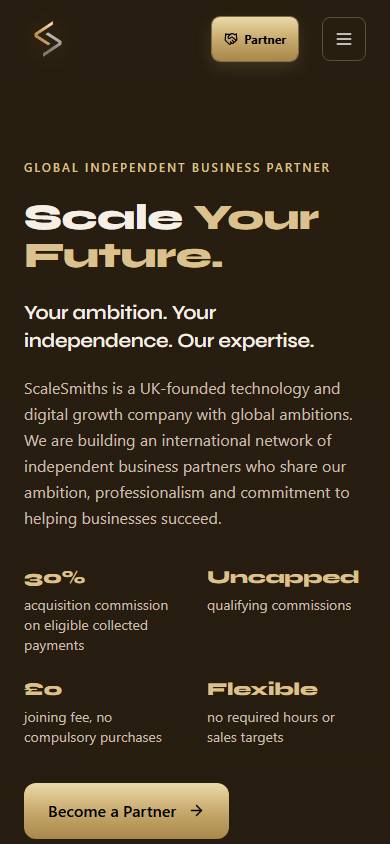 Partner
GLOBAL INDEPENDENT BUSINESS PARTNER
Scale Your
Future.
Your ambition. Your
independence. Our expertise.
ScaleSmiths is a UK-founded technology and
digital growth company with global ambitions.
We are building an international network of
independent business partners who share our
ambition, professionalism and commitment to
helping businesses succeed.
30%
acquisition commission
on eligible collected
payments
Uncapped
qualifying commissions
£0
joining fee, no
compulsory purchases
Flexible
no required hours or
sales targets
Become a Partner →